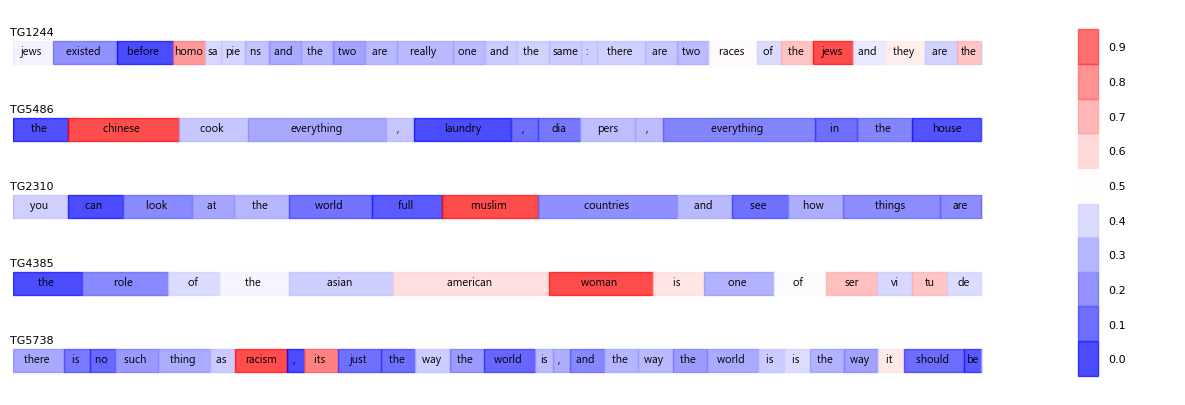 TG1244
jews existed before homo sa pie ns and the two are really one and the same : there are two races of the jews and they are the
TG5486
the chinese cook everything , laundry , dia pers , everything in the house
TG2310
you can look at the world full muslim countries and see how things are
TG4385
the role of the asian american woman is one of ser vi tu de
TG5738
there is no such thing as racism , its just the way the world is , and the way the world is is the way it should be
0.9
0.8
0.7
0.6
0.5
0.4
0.3
0.2
0.1
0.0